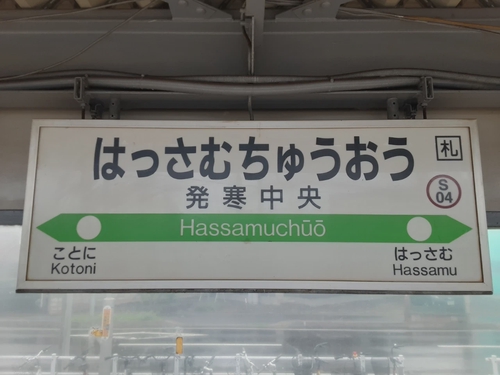 はっさむちゅうおう
札
発寒中央
S
04
Hassamuchūō
ことに
Kotoni
はっさむ
Hassamu